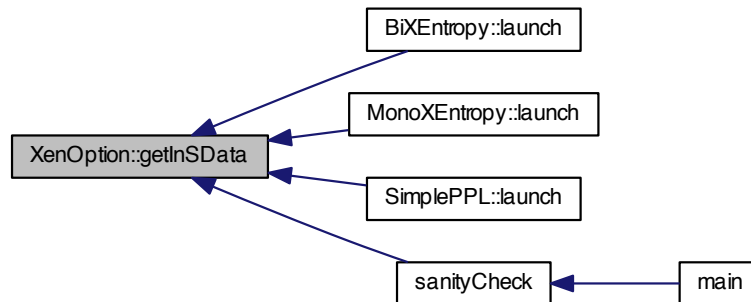 BiXEntropy::launch
MonoXEntropy::launch
XenOption::getInSData
SimplePPL::launch
sanityCheck
main